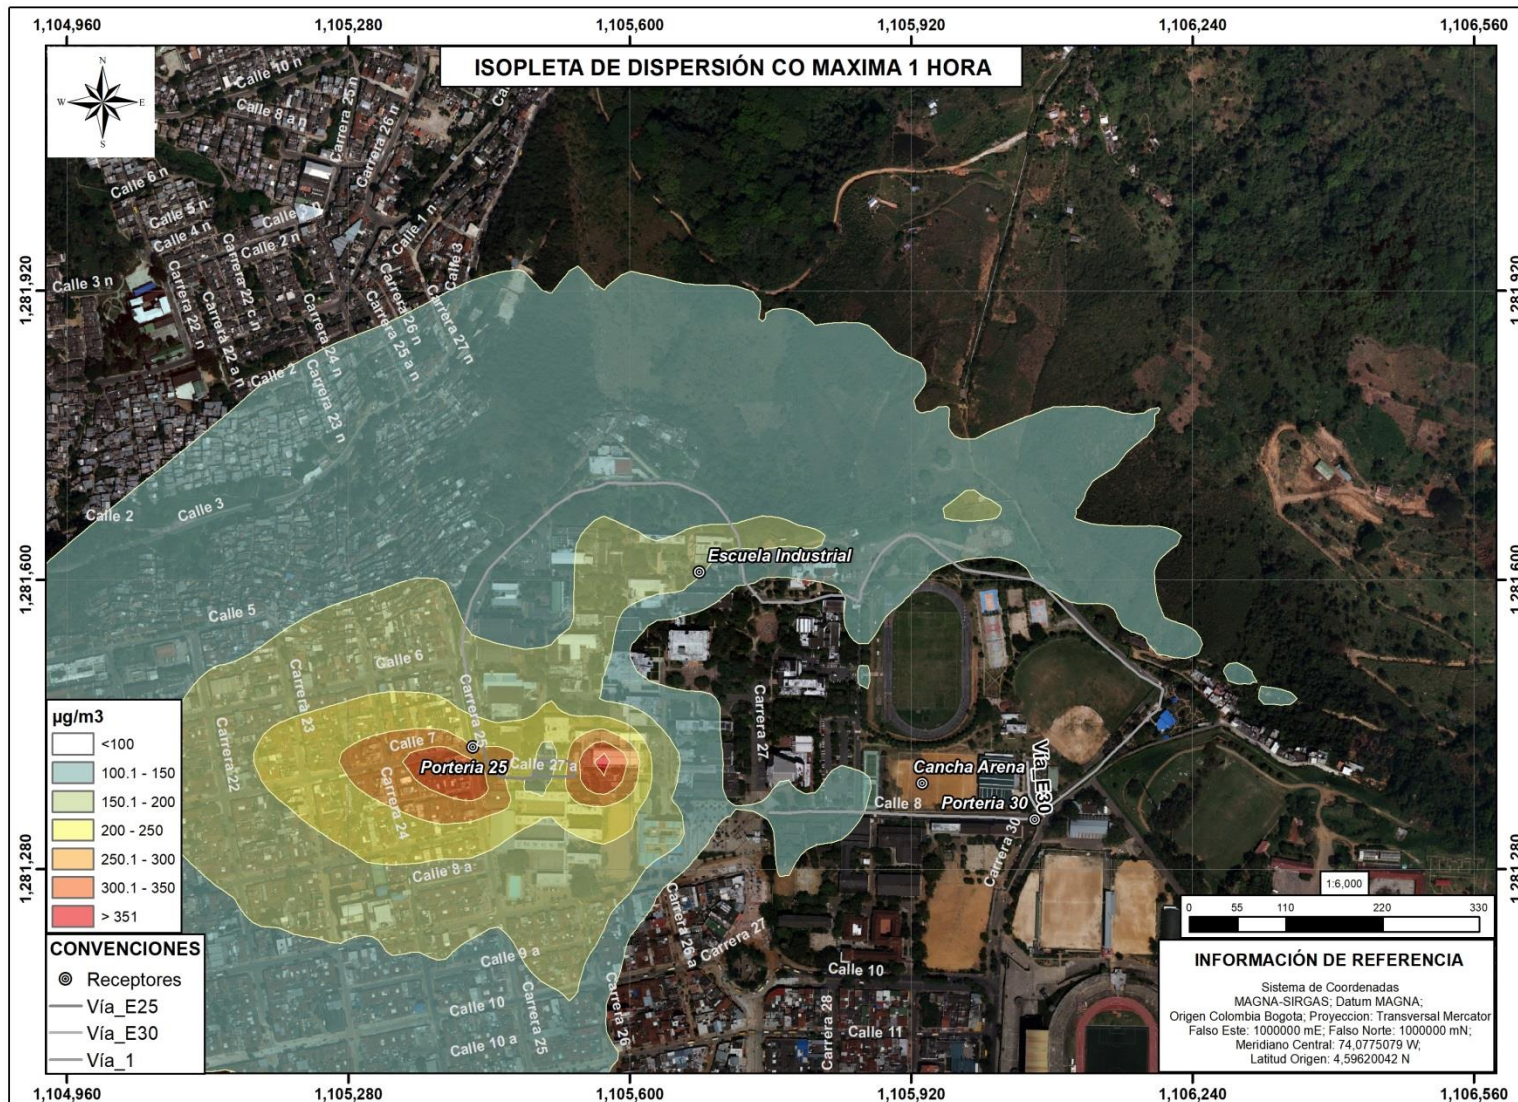 1,104,960
1,105,280
1,105,600
1,105,920
1,106,240
1,106,560
ISOPLETA DE DISPERSIÓN CO MAXIMA 1 HORA
N
W
E
S
Calle 10 n
Calle 8 a n
Carrera 25 n
Carrera 26 n
Ca.
Calle 6 n
Calle 5 n
Calle 4 n
Calle 2 n
Calle 1 n
Calle 3
Calle 3 n
Carrera 22 n
Carrera 22 c n
Carrera 22 a n
Carrera 24 n
Carrera 26 n
Carrera 25 a n
Carrera 27 n
Calle 2
Carrera 23 n
1,281,920
1,281,920
Calle 2
Calle 3
Escuela Industrial
1,281,600
1,281,600
Calle 5
Calle 6
Carrera 23
Carrera 25
Carrera 22
Calle 7
Porteria 25
Calle 27 a
Carrera 24
Carrera 27
Cancha Arena
Vía_E30
Calle 8
Porteria 30
Carrera 30
Calle 8 a
1,281,280
1,281,280
Calle 9 a
Carrera 26 a
Carrera 27
Calle 10
Calle 10
Carrera 25
Carrera 26
Carrera 28
Calle 11
Calle 10 a
µg/m3
<100
100.1 - 150
150.1 - 200
200 - 250
250.1 - 300
300.1 - 350
> 351
CONVENCIONES
Receptores
Vía_E25
Vía_E30
Vía_1
1:6,000
0 55 110 220 330
INFORMACIÓN DE REFERENCIA
Sistema de Coordenadas
MAGNA-SIRGAS; Datum MAGNA;
Origen Colombia Bogota; Proyeccion: Transversal Mercator
Falso Este: 1000000 mE; Falso Norte: 1000000 mN;
Meridiano Central: 74,0775079 W;
Latitud Origen: 4,59620042 N
1,104,960
1,105,280
1,105,600
1,105,920
1,106,240
1,106,560